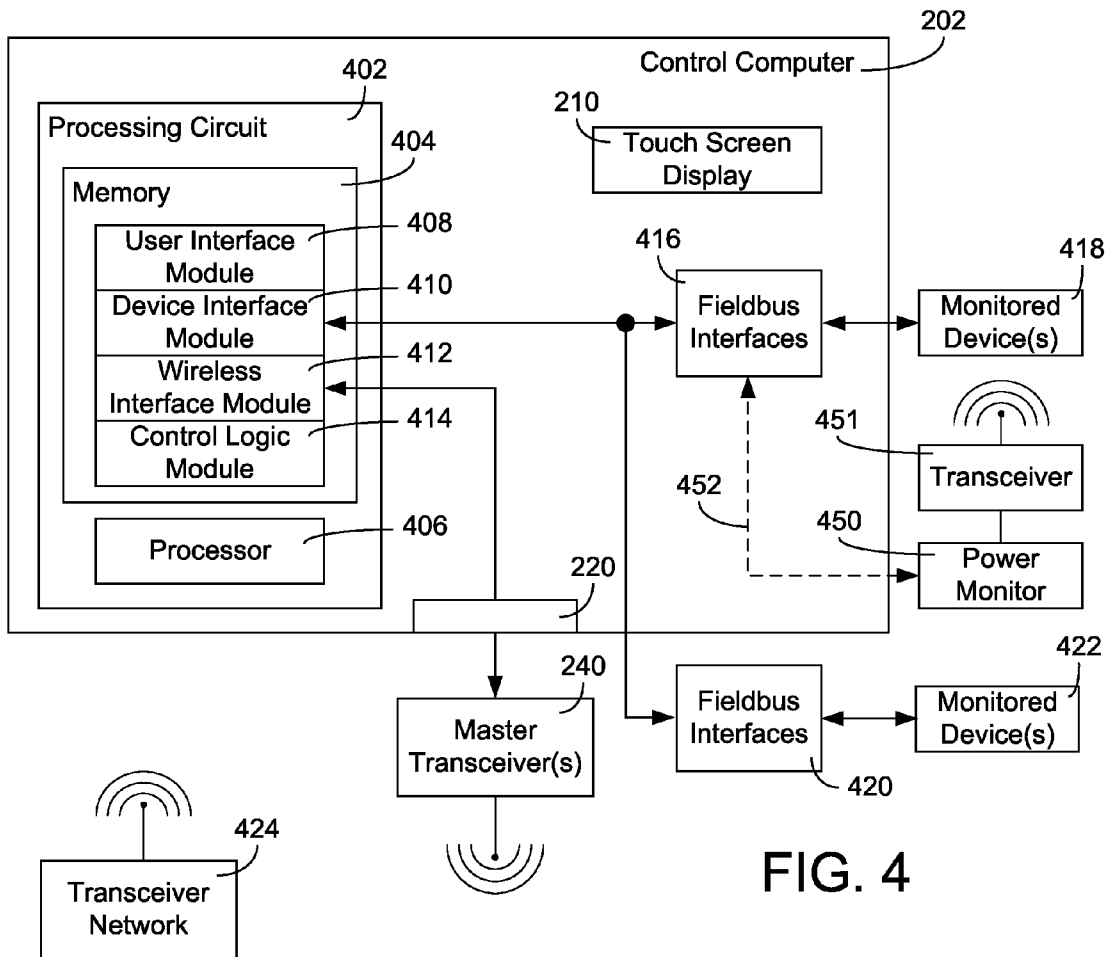 202
Control Computer
402
Processing Circuit
210
Touch Screen
Display
404
Memory
408
User Interface
Module
410
Device Interface
Module
412
Wireless
Interface Module
414
Control Logic
Module
406
Processor
416
Fieldbus
Interfaces
418
Monitored
Device(s)
451
Transceiver
452
450
Power
Monitor
220
240
Master
Transceiver(s)
Fieldbus
Interfaces
420
422
Monitored
Device(s)
424
Transceiver
Network
FIG. 4